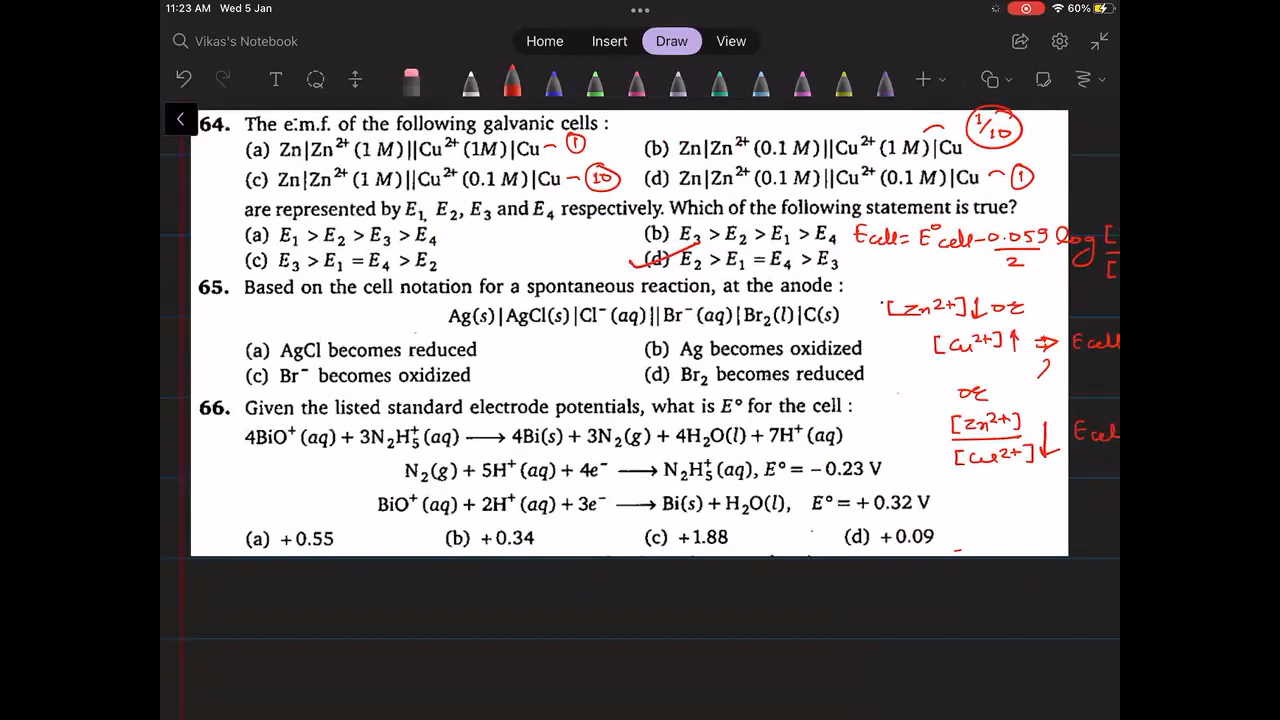 11:23 AM Wed 5 Jan
60%
Vikas's Notebook
Home Insert Draw View
64. The e.m.f. of the following galvanic cells :
(a) Zn|Zn²⁺ (1 M)||Cu²⁺ (1M)|Cu – 1
(b) Zn|Zn²⁺ (0.1 M)||Cu²⁺ (1 M)|Cu – 1/10
(c) Zn|Zn²⁺ (1 M)||Cu²⁺ (0.1 M)|Cu – 10
(d) Zn|Zn²⁺ (0.1 M)||Cu²⁺ (0.1 M)|Cu – 1
are represented by E₁, E₂, E₃ and E₄ respectively. Which of the following statement is true?
(a) E₁ > E₂ > E₃ > E₄
(b) E₃ > E₂ > E₁ > E₄
(c) E₃ > E₁ = E₄ > E₂
(d) E₂ > E₁ = E₄ > E₃
Ecell = E°cell – 0.059/2 log [ / [
[Zn²⁺] ↓ or
[Cu²⁺] ↑ ⇒ Ecell
or
[Zn²⁺]/[Cu²⁺] ↓ Ecell
65. Based on the cell notation for a spontaneous reaction, at the anode :
Ag(s)|AgCl(s)|Cl⁻(aq)||Br⁻(aq)|Br₂(l)|C(s)
(a) AgCl becomes reduced
(b) Ag becomes oxidized
(c) Br⁻ becomes oxidized
(d) Br₂ becomes reduced
66. Given the listed standard electrode potentials, what is E° for the cell :
4BiO⁺(aq) + 3N₂H₅⁺(aq) ⟶ 4Bi(s) + 3N₂(g) + 4H₂O(l) + 7H⁺(aq)
N₂(g) + 5H⁺(aq) + 4e⁻ ⟶ N₂H₅⁺(aq), E° = – 0.23 V
BiO⁺(aq) + 2H⁺(aq) + 3e⁻ ⟶ Bi(s) + H₂O(l), E° = + 0.32 V
(a) +0.55 (b) +0.34 (c) +1.88 (d) +0.09